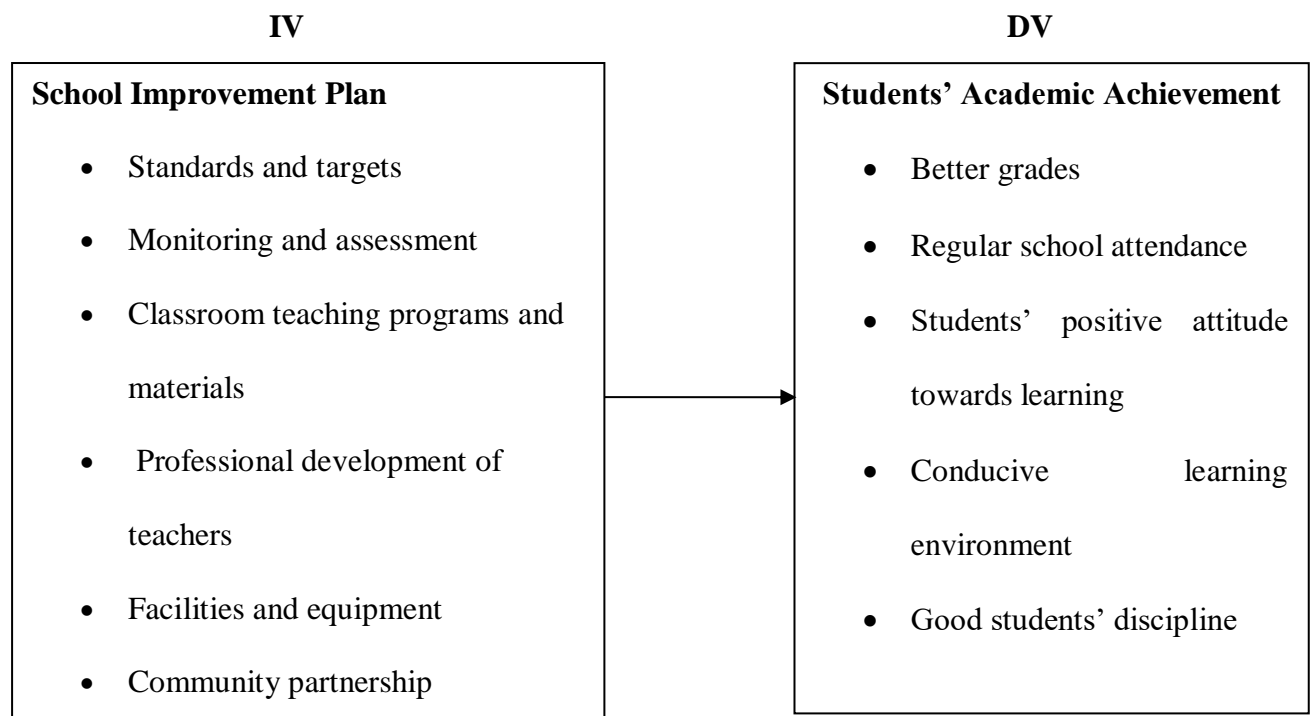 IV
DV
School Improvement Plan
• Standards and targets
• Monitoring and assessment
• Classroom teaching programs and
materials
• Professional development of
teachers
• Facilities and equipment
• Community partnership
Students’ Academic Achievement
• Better grades
• Regular school attendance
• Students’ positive attitude
towards learning
• Conducive learning
environment
• Good students’ discipline